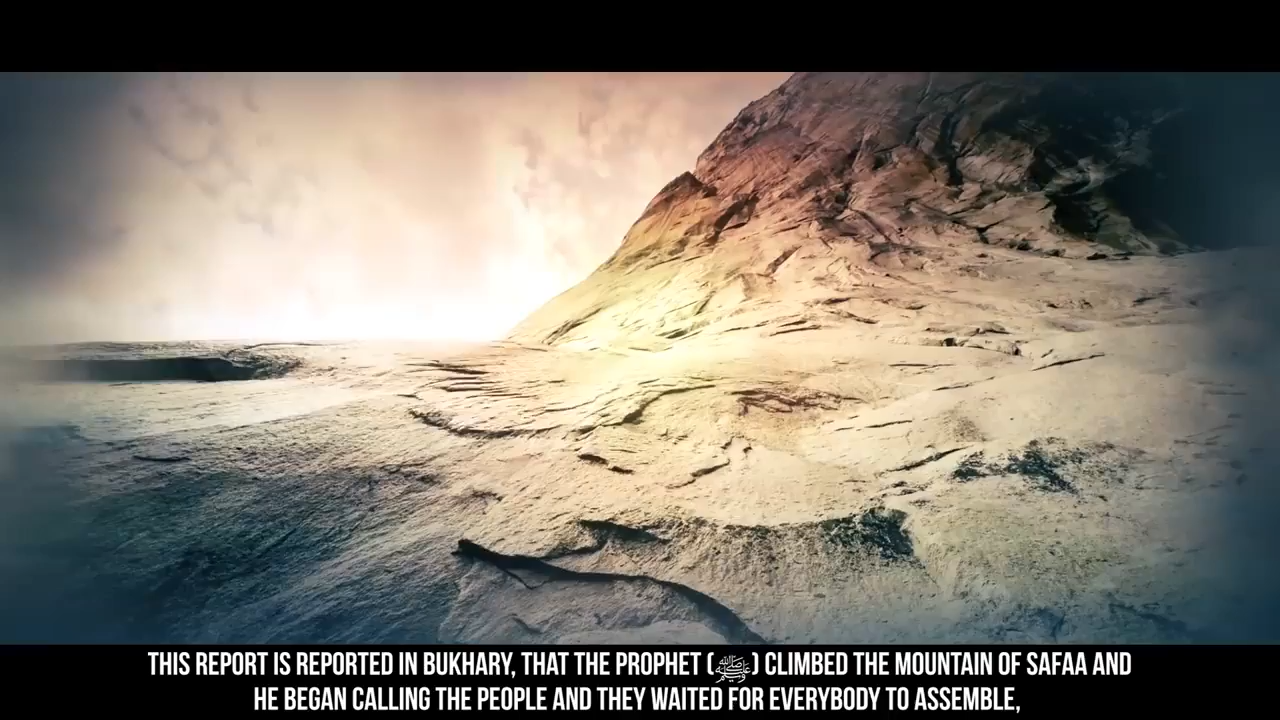 THIS REPORT IS REPORTED IN BUKHARY, THAT THE PROPHET (ﷺ) CLIMBED THE MOUNTAIN OF SAFAA AND
HE BEGAN CALLING THE PEOPLE AND THEY WAITED FOR EVERYBODY TO ASSEMBLE,